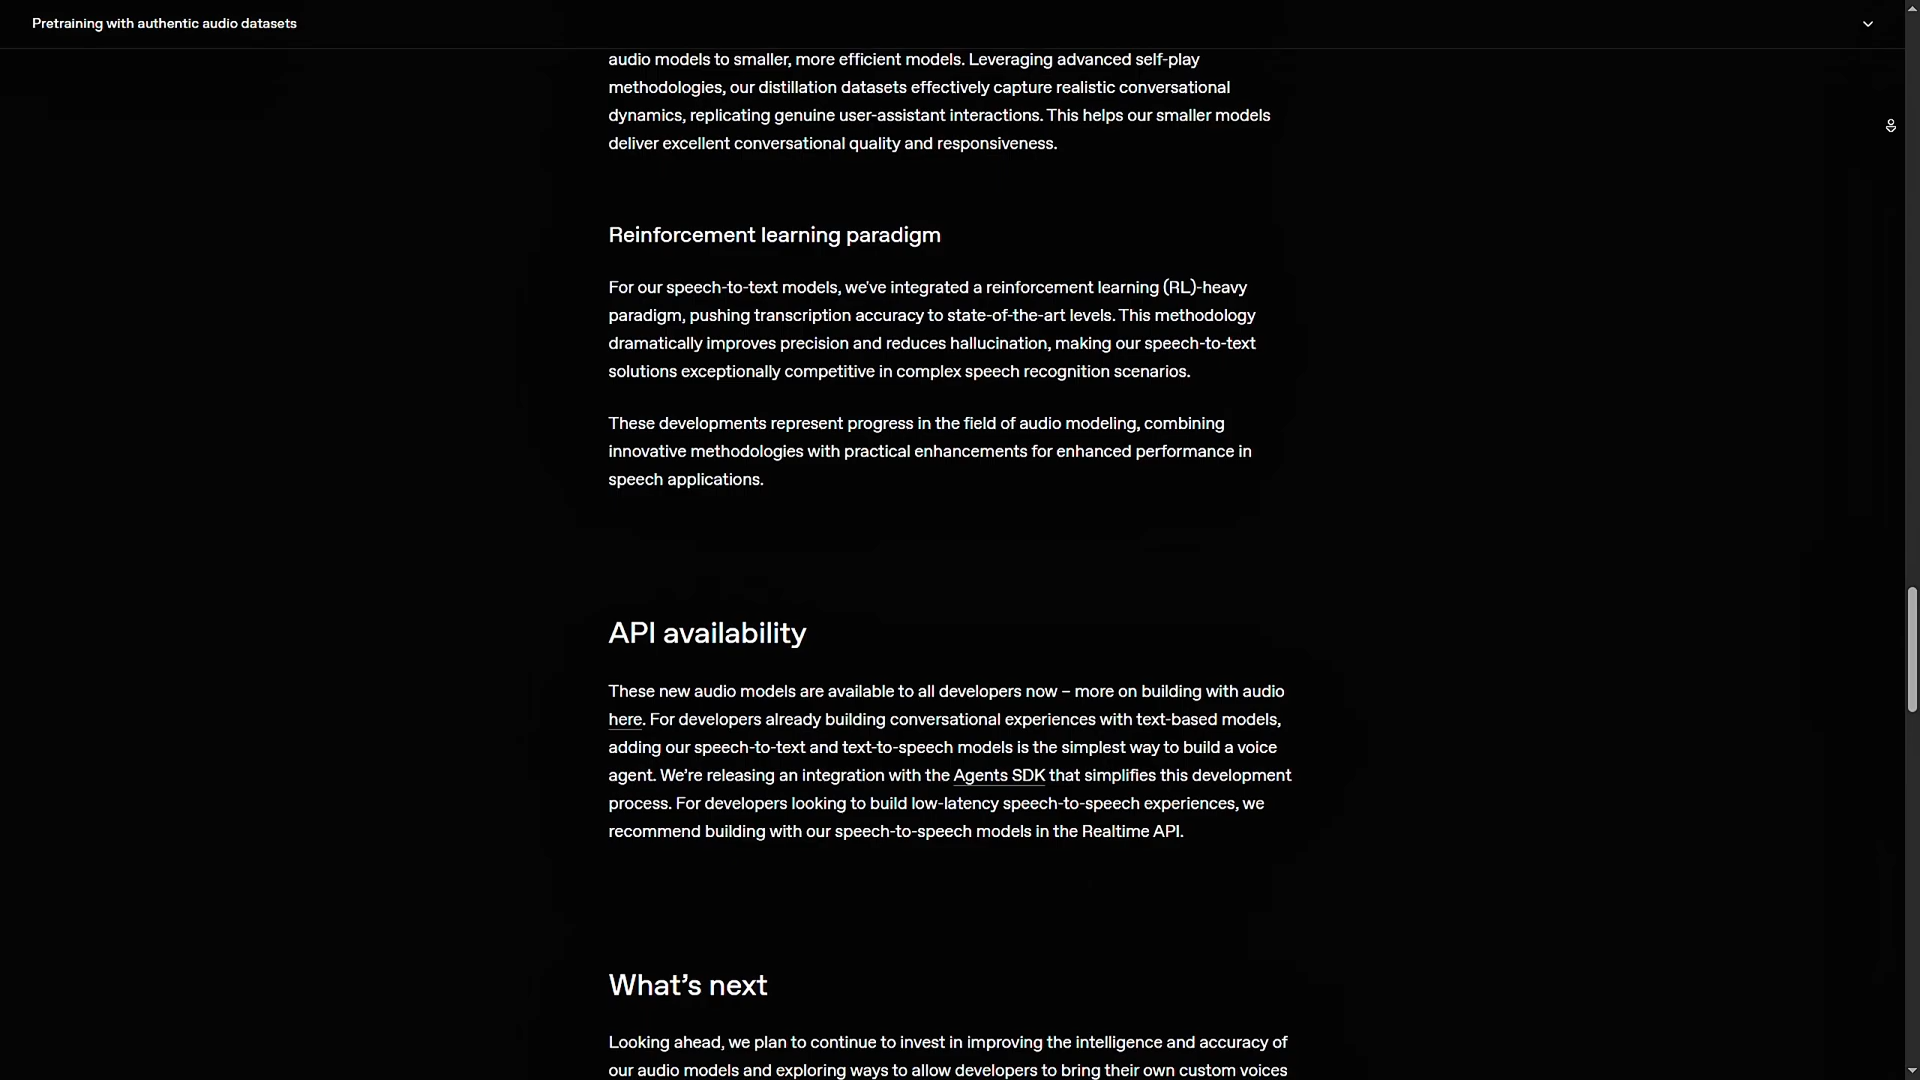 Pretraining with authentic audio datasets
audio models to smaller, more efficient models. Leveraging advanced self-play
methodologies, our distillation datasets effectively capture realistic conversational
dynamics, replicating genuine user-assistant interactions. This helps our smaller models
deliver excellent conversational quality and responsiveness.
Reinforcement learning paradigm
For our speech-to-text models, we've integrated a reinforcement learning (RL)-heavy
paradigm, pushing transcription accuracy to state-of-the-art levels. This methodology
dramatically improves precision and reduces hallucination, making our speech-to-text
solutions exceptionally competitive in complex speech recognition scenarios.
These developments represent progress in the field of audio modeling, combining
innovative methodologies with practical enhancements for enhanced performance in
speech applications.
API availability
These new audio models are available to all developers now – more on building with audio
here. For developers already building conversational experiences with text-based models,
adding our speech-to-text and text-to-speech models is the simplest way to build a voice
agent. We’re releasing an integration with the Agents SDK that simplifies this development
process. For developers looking to build low-latency speech-to-speech experiences, we
recommend building with our speech-to-speech models in the Realtime API.
What’s next
Looking ahead, we plan to continue to invest in improving the intelligence and accuracy of
our audio models and exploring ways to allow developers to bring their own custom voices